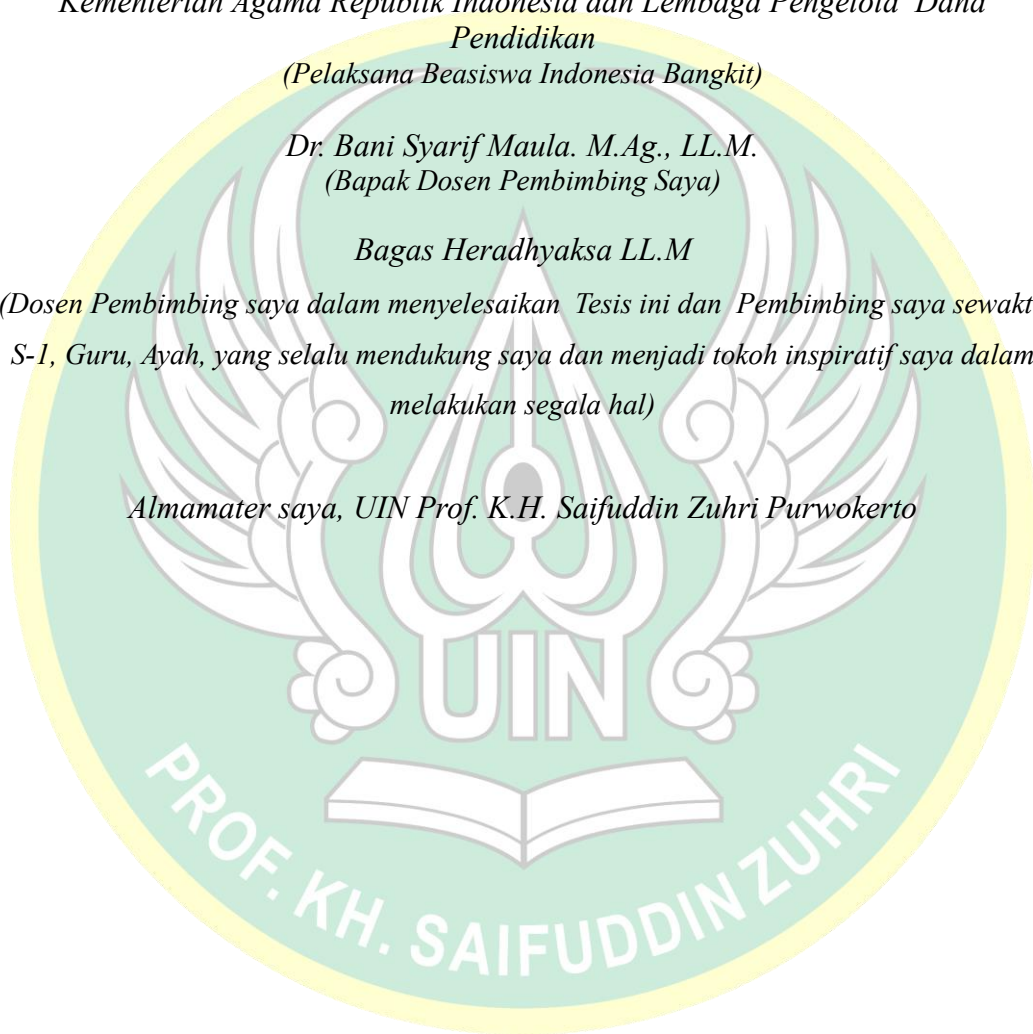 Kementerian Agama Republik Indonesia dan Lembaga Pengelola Dana
Pendidikan
(Pelaksana Beasiswa Indonesia Bangkit)
Dr. Bani Syarif Maula. M.Ag., LL.M.
(Bapak Dosen Pembimbing Saya)
Bagas Heradhyaksa LL.M
(Dosen Pembimbing saya dalam menyelesaikan Tesis ini dan Pembimbing saya sewakt
S-1, Guru, Ayah, yang selalu mendukung saya dan menjadi tokoh inspiratif saya dalam
melakukan segala hal)
Almamater saya, UIN Prof. K.H. Saifuddin Zuhri Purwokerto
UIN
PROF. KH. SAIFUDDIN ZUHRI